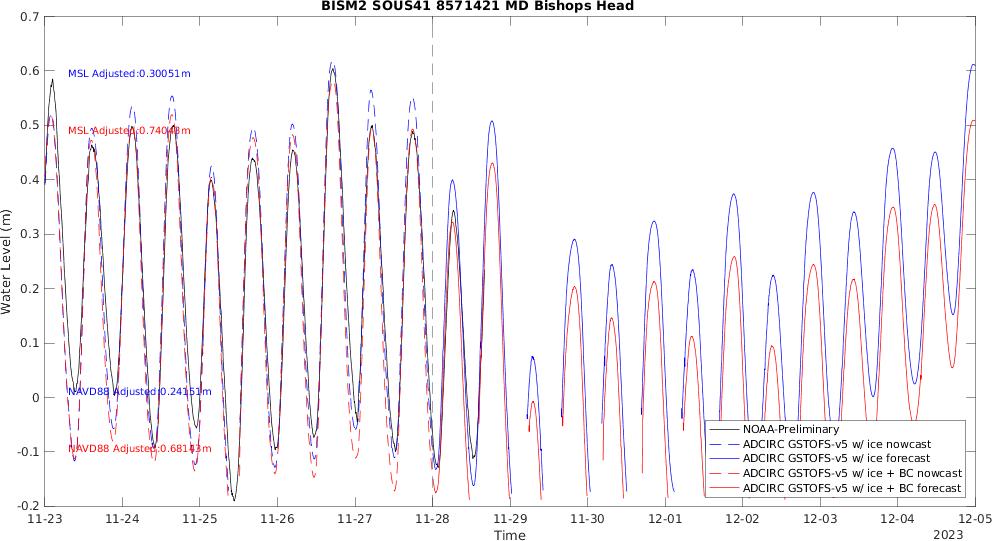 BISM2 SOUS41 8571421 MD Bishops Head
Water Level (m)
0.7
0.6
0.5
0.4
0.3
0.2
0.1
0
-0.1
-0.2
MSL Adjusted:0.30051m
MSL Adjusted:0.74043m
NAVD88 Adjusted:0.24151m
NAVD88 Adjusted:0.68143m
NOAA-Preliminary
ADCIRC GSTOFS-v5 w/ ice nowcast
ADCIRC GSTOFS-v5 w/ ice forecast
ADCIRC GSTOFS-v5 w/ ice + BC nowcast
ADCIRC GSTOFS-v5 w/ ice + BC forecast
11-23 11-24 11-25 11-26 11-27 11-28 11-29 11-30 12-01 12-02 12-03 12-04 12-05
Time
2023